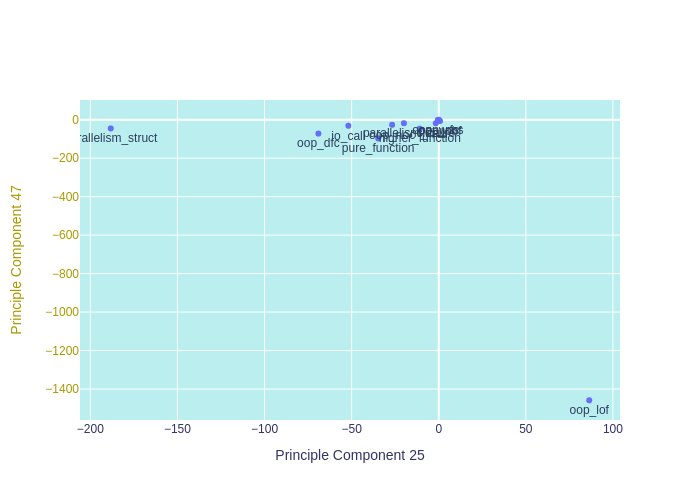 0
−200
−400
−600
−800
−1000
−1200
−1400
Principle Component 47
rallelism_struct
oop_dfc
io_call
pure_function
higher_function
oop_lof
−200
−150
−100
−50
0
50
100
Principle Component 25